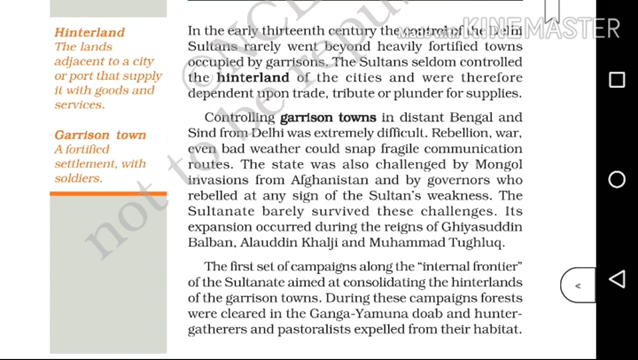 Hinterland
The lands
adjacent to a city
or port that supply
it with goods and
services.
Garrison town
A fortified
settlement, with
soldiers.
In the early thirteenth century the control of the Delhi
Sultans rarely went beyond heavily fortified towns
occupied by garrisons. The Sultans seldom controlled
the hinterland of the cities and were therefore
dependent upon trade, tribute or plunder for supplies.
Controlling garrison towns in distant Bengal and
Sind from Delhi was extremely difficult. Rebellion, war,
even bad weather could snap fragile communication
routes. The state was also challenged by Mongol
invasions from Afghanistan and by governors who
rebelled at any sign of the Sultan's weakness. The
Sultanate barely survived these challenges. Its
expansion occurred during the reigns of Ghiyasuddin
Balban, Alauddin Khalji and Muhammad Tughluq.
The first set of campaigns along the "internal frontier"
of the Sultanate aimed at consolidating the hinterlands
of the garrison towns. During these campaigns forests
were cleared in the Ganga-Yamuna doab and hunter-
gatherers and pastoralists expelled from their habitat.
KINEMASTER
not to be repub
©